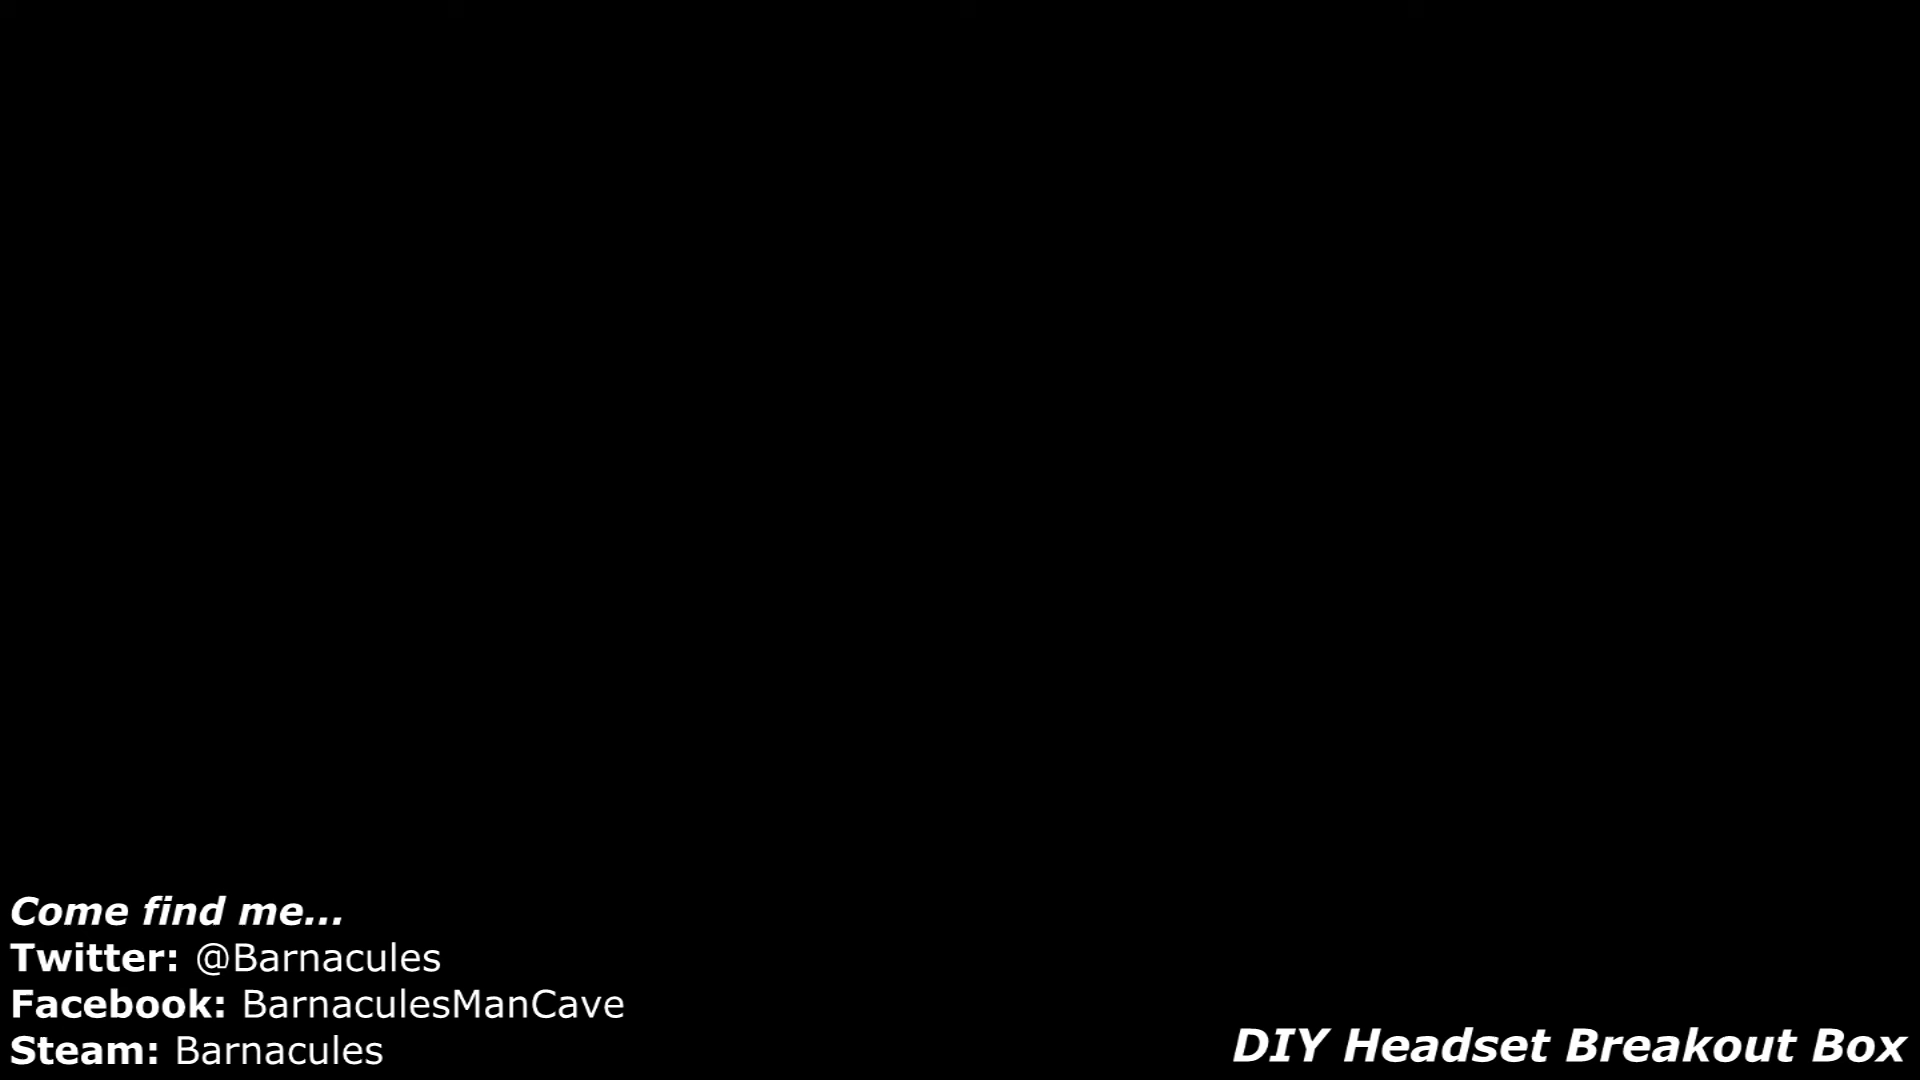 Come find me...
Twitter: @Barnacules
Facebook: BarnaculesManCave
Steam: Barnacules
DIY Headset Breakout Box